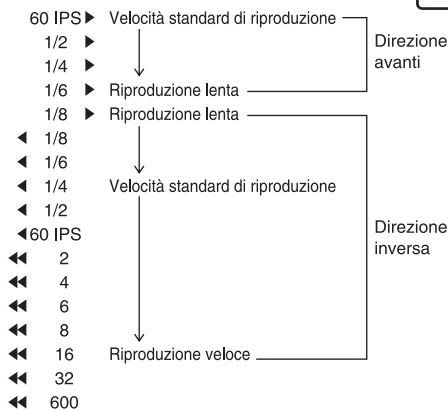 60 IPS ▶ Velocità standard di riproduzione
1/2 ▶
Direzione
1/4 ▶
avanti
1/6 ▶ Riproduzione lenta
1/8 ▶ Riproduzione lenta
◀ 1/8
◀ 1/6
◀ 1/4 Velocità standard di riproduzione
◀ 1/2
Direzione
◀ 60 IPS
inversa
◀◀ 2
◀◀ 4
◀◀ 6
◀◀ 8
◀◀ 16 Riproduzione veloce
◀◀ 32
◀◀ 600